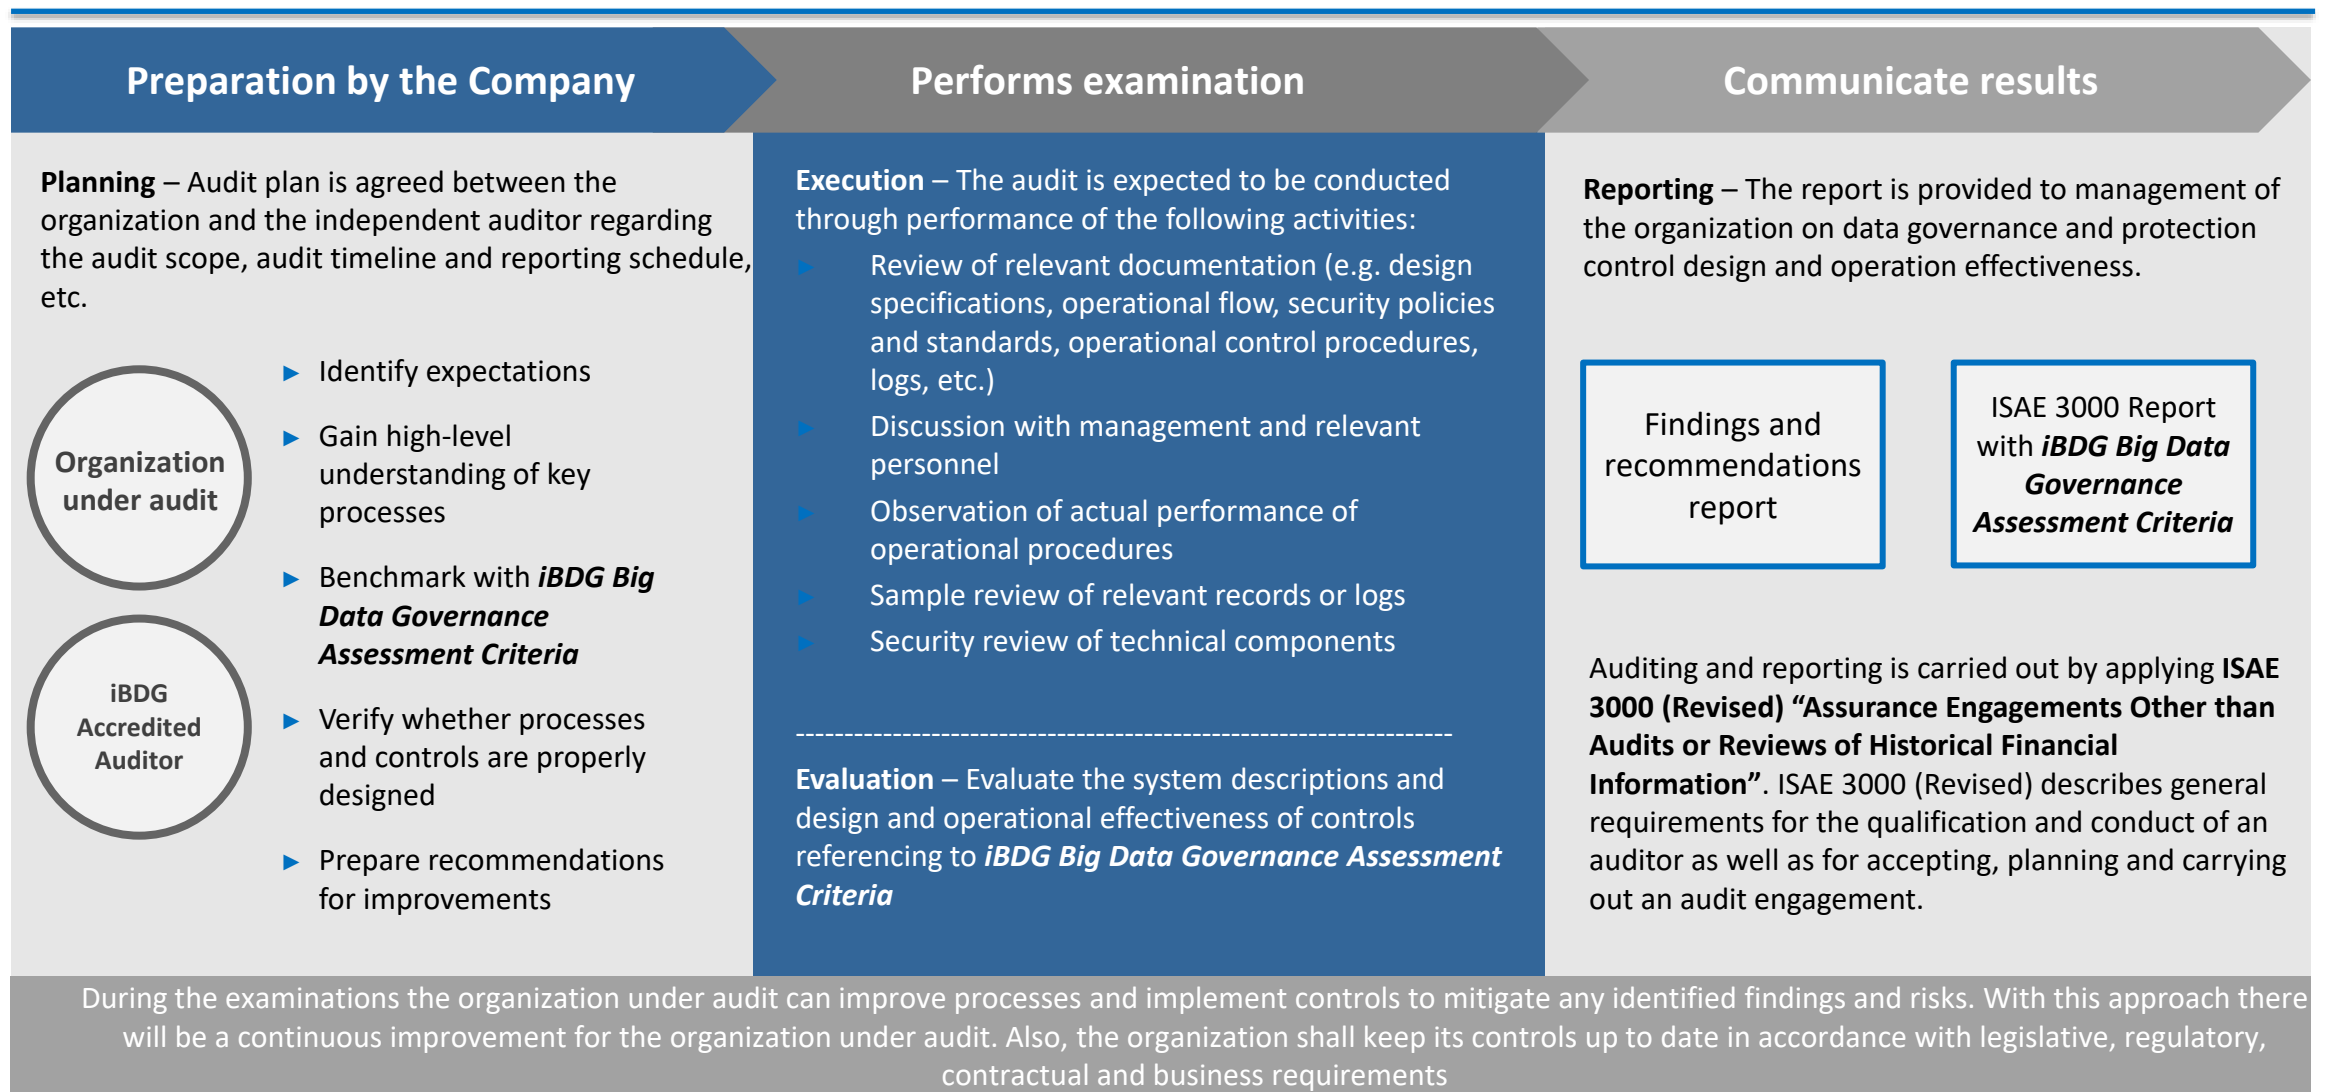 Preparation by the Company
Performs examination
Communicate results
Planning – Audit plan is agreed between the
organization and the independent auditor regarding
the audit scope, audit timeline and reporting schedule,
etc.
Organization
under audit
iBDG
Accredited
Auditor
► Identify expectations
► Gain high-level
understanding of key
processes
► Benchmark with iBDG Big
Data Governance
Assessment Criteria
► Verify whether processes
and controls are properly
designed
► Prepare recommendations
for improvements
Execution – The audit is expected to be conducted
through performance of the following activities:
► Review of relevant documentation (e.g. design
specifications, operational flow, security policies
and standards, operational control procedures,
logs, etc.)
► Discussion with management and relevant
personnel
► Observation of actual performance of
operational procedures
► Sample review of relevant records or logs
► Security review of technical components
--------------------------------------------------------------------
Evaluation – Evaluate the system descriptions and
design and operational effectiveness of controls
referencing to iBDG Big Data Governance Assessment
Criteria
Reporting – The report is provided to management of
the organization on data governance and protection
control design and operation effectiveness.
Findings and
recommendations
report
ISAE 3000 Report
with iBDG Big Data
Governance
Assessment Criteria
Auditing and reporting is carried out by applying ISAE
3000 (Revised) “Assurance Engagements Other than
Audits or Reviews of Historical Financial
Information”. ISAE 3000 (Revised) describes general
requirements for the qualification and conduct of an
auditor as well as for accepting, planning and carrying
out an audit engagement.
During the examinations the organization under audit can improve processes and implement controls to mitigate any identified findings and risks. With this approach there
will be a continuous improvement for the organization under audit. Also, the organization shall keep its controls up to date in accordance with legislative, regulatory,
contractual and business requirements